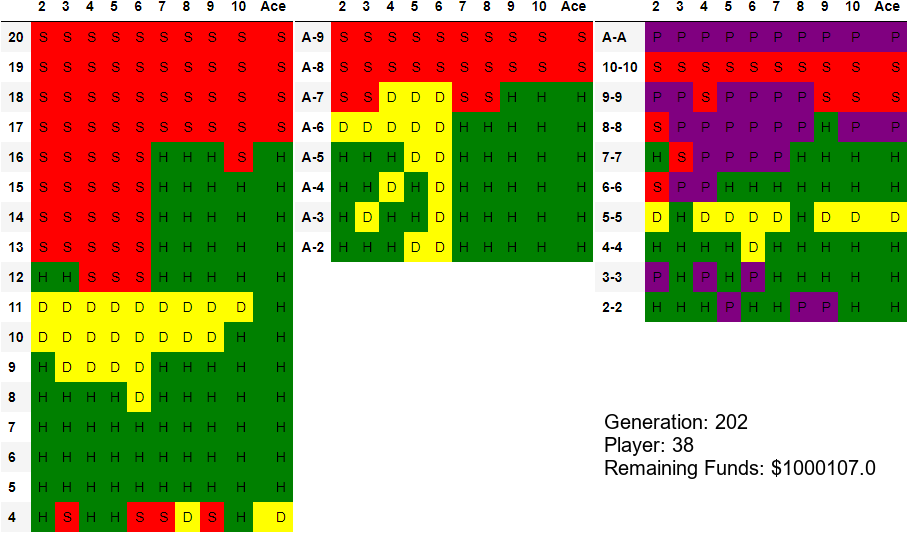 2 3 4 5 6 7 8 9 10 Ace 2 3 4 5 6 7 8 9 10 Ace 2 3 4 5 6 7 8 9 10 Ace
20 S S S S S S S S S S A-9 S S S S S S S S S S A-A P P P P P P P P P P
19 S S S S S S S S S S A-8 S S S S S S S S S S 10-10 S S S S S S S S S S
18 S S S S S S S S S S A-7 S S D D D S S H H H 9-9 P P S P P P P S S S
17 S S S S S S S S S S A-6 D D D D D H H H H H 8-8 S P P P P P P H P P
16 S S S S S H H H S H A-5 H H H D D H H H H H 7-7 H S P P P P H H H H
15 S S S S S H H H H H A-4 H H D H D H H H H H 6-6 S P P H H H H H H H
14 S S S S S H H H H H A-3 H D H H D H H H H H 5-5 D H D D D D H D D D
13 S S S S S H H H H H A-2 H H H D D H H H H H 4-4 H H H H D H H H H H
12 H H S S S H H H H H 3-3 P H P H P H H H H H
11 D D D D D D D D D H 2-2 H H H P H H P P H H
10 D D D D D D D D H H
9 H D D D D H H H H H
8 H H H H D H H H H H
7 H H H H H H H H H H
6 H H H H H H H H H H
5 H H H H H H H H H H
4 H S H H S S D S H D
Generation: 202
Player: 38
Remaining Funds: $1000107.0